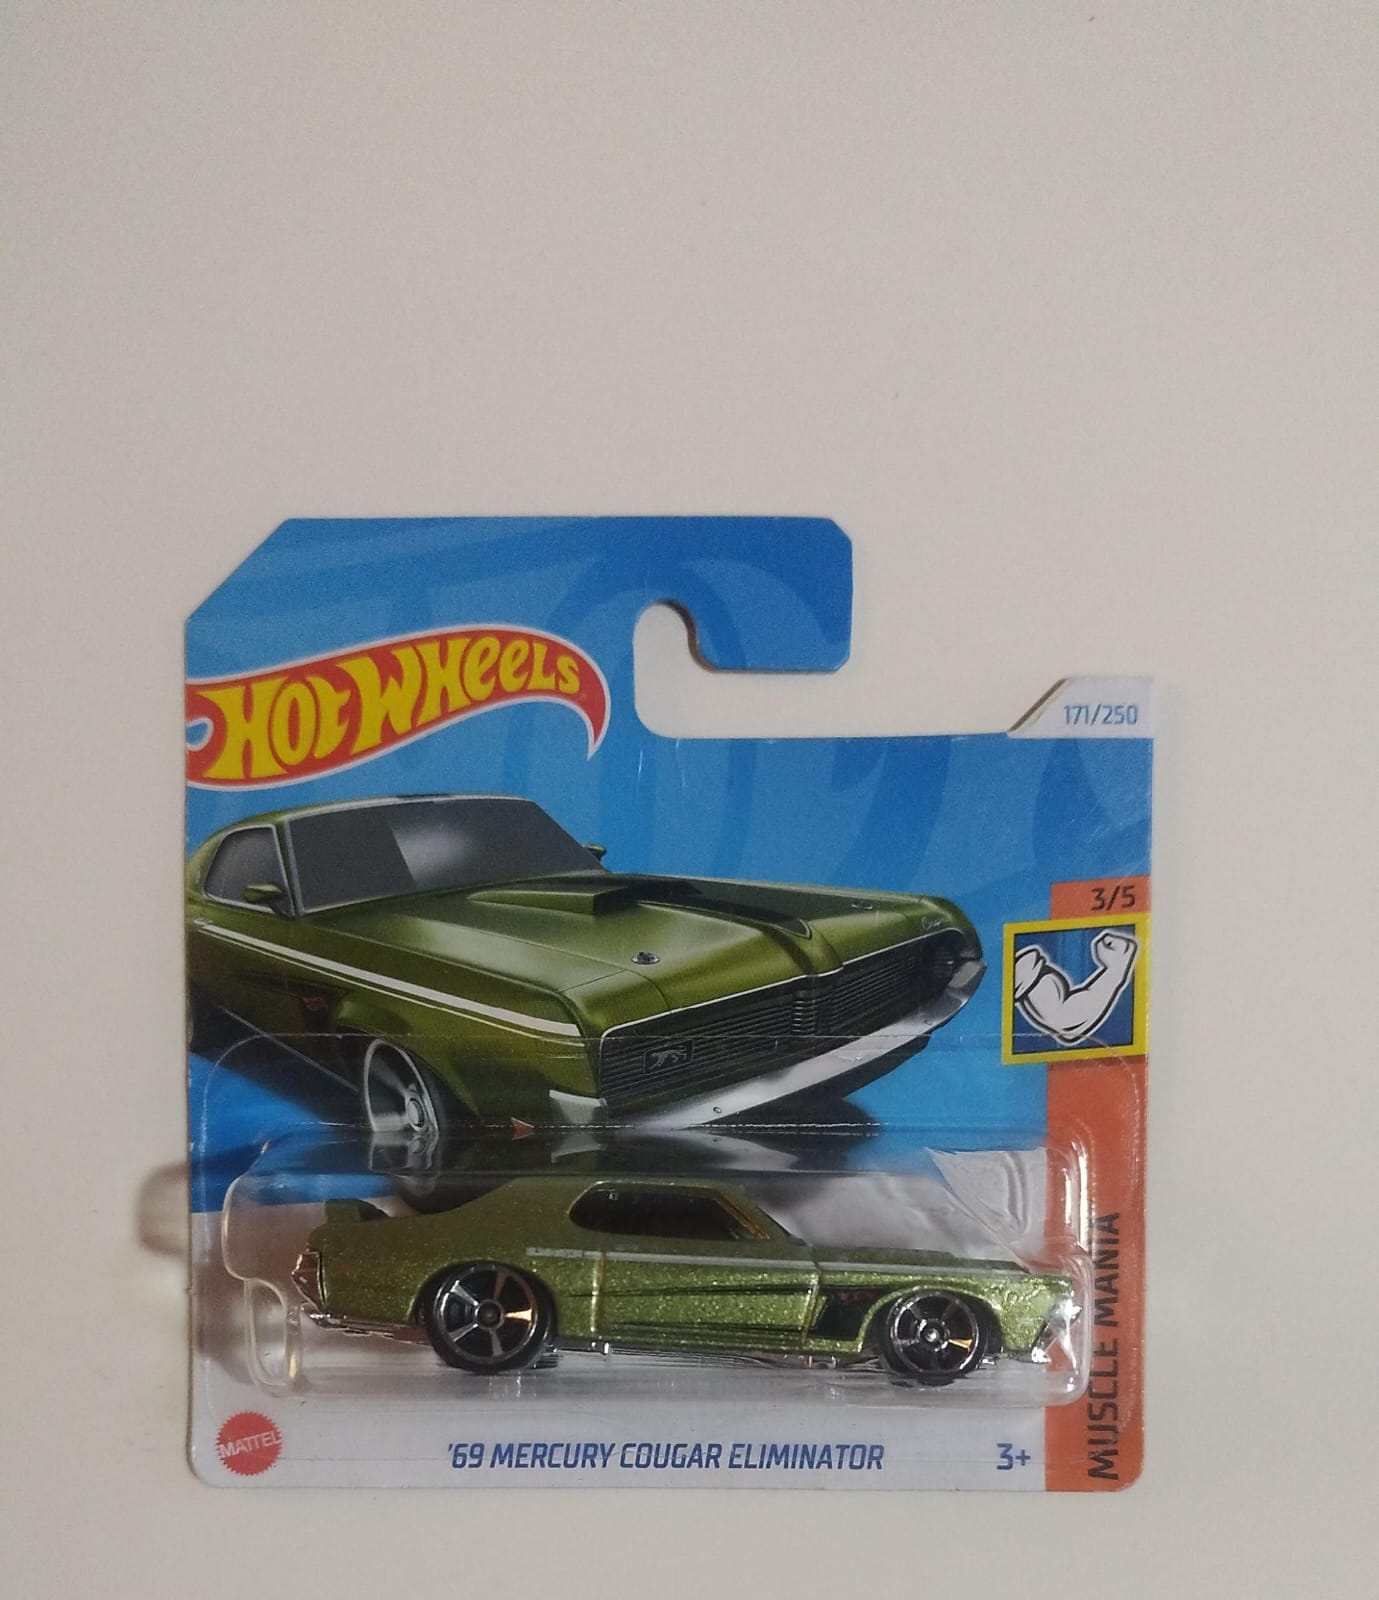 HOT WHEELS
171/250
3/5
MUSCLE MANIA
MATTEL
'69 MERCURY COUGAR ELIMINATOR
3+